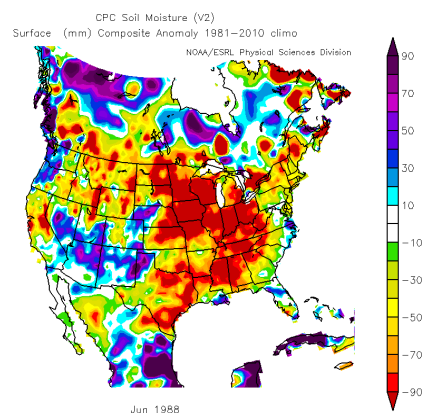 CPC Soil Moisture (V2)
Surface (mm) Composite Anomaly 1981-2010 climo
NOAA/ESRL Physical Sciences Division
90
70
50
30
10
-10
-30
-50
-70
-90
Jun 1988